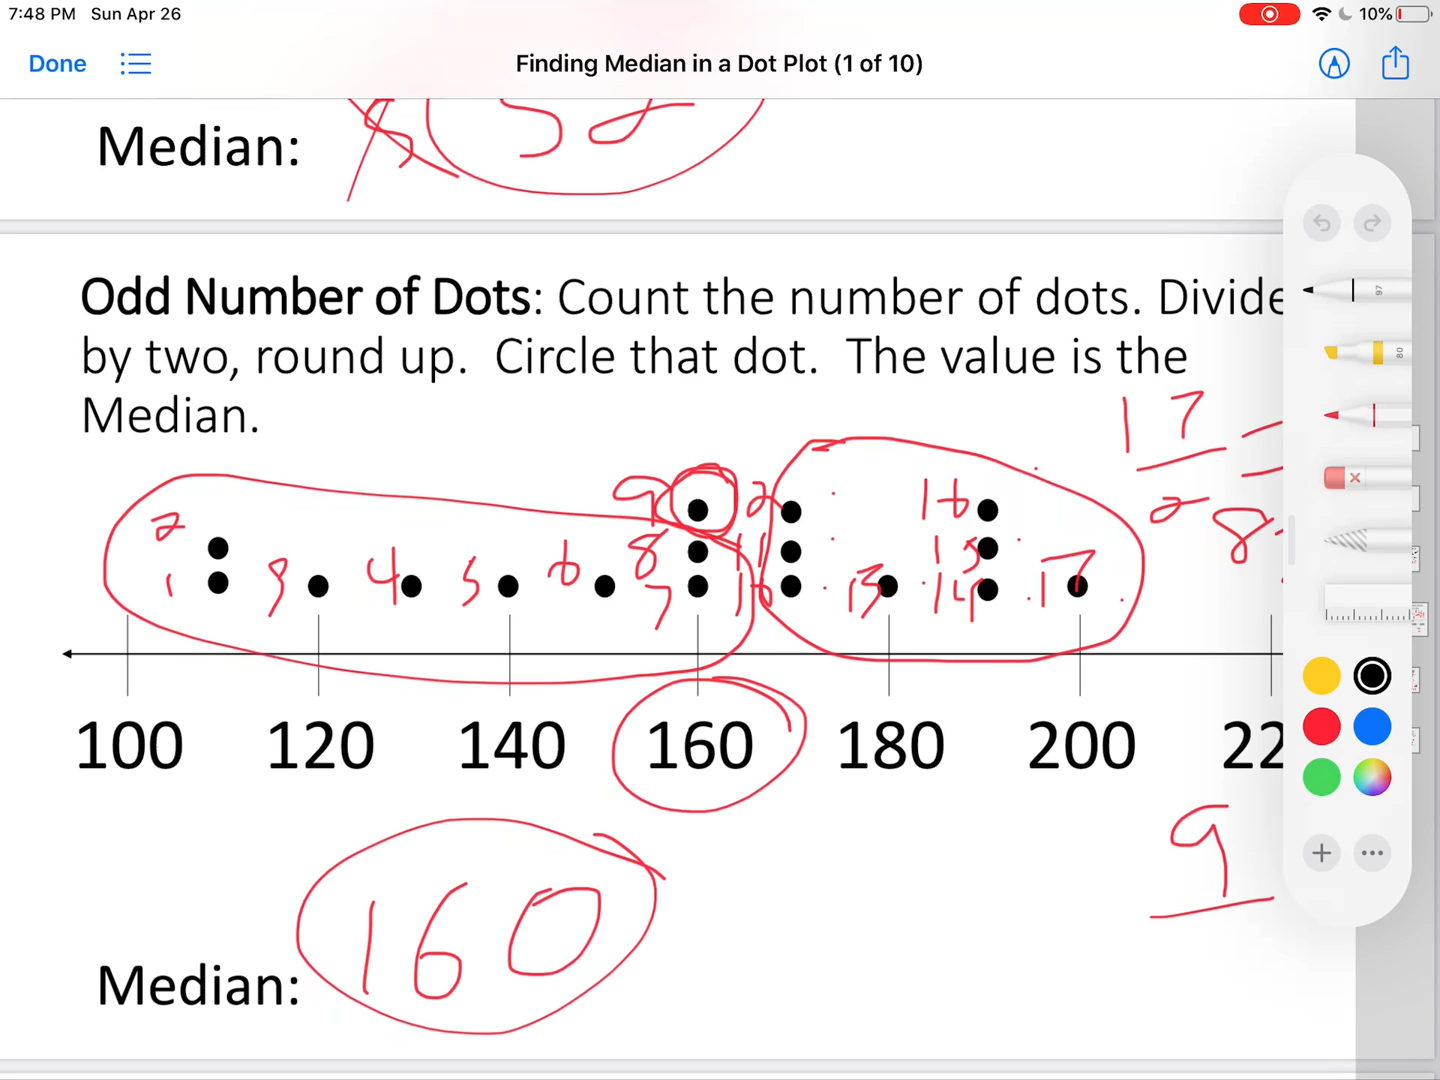 7:48 PM Sun Apr 26
10%
Done
Finding Median in a Dot Plot (1 of 10)
Median:
52
Odd Number of Dots: Count the number of dots. Divide
by two, round up. Circle that dot. The value is the
Median.
97
80
17
2
8
9
16
2
8
11
15
1
3
4
5
6
7
10
13
14
17
100 120 140 160 180 200 22
9
Median: 160